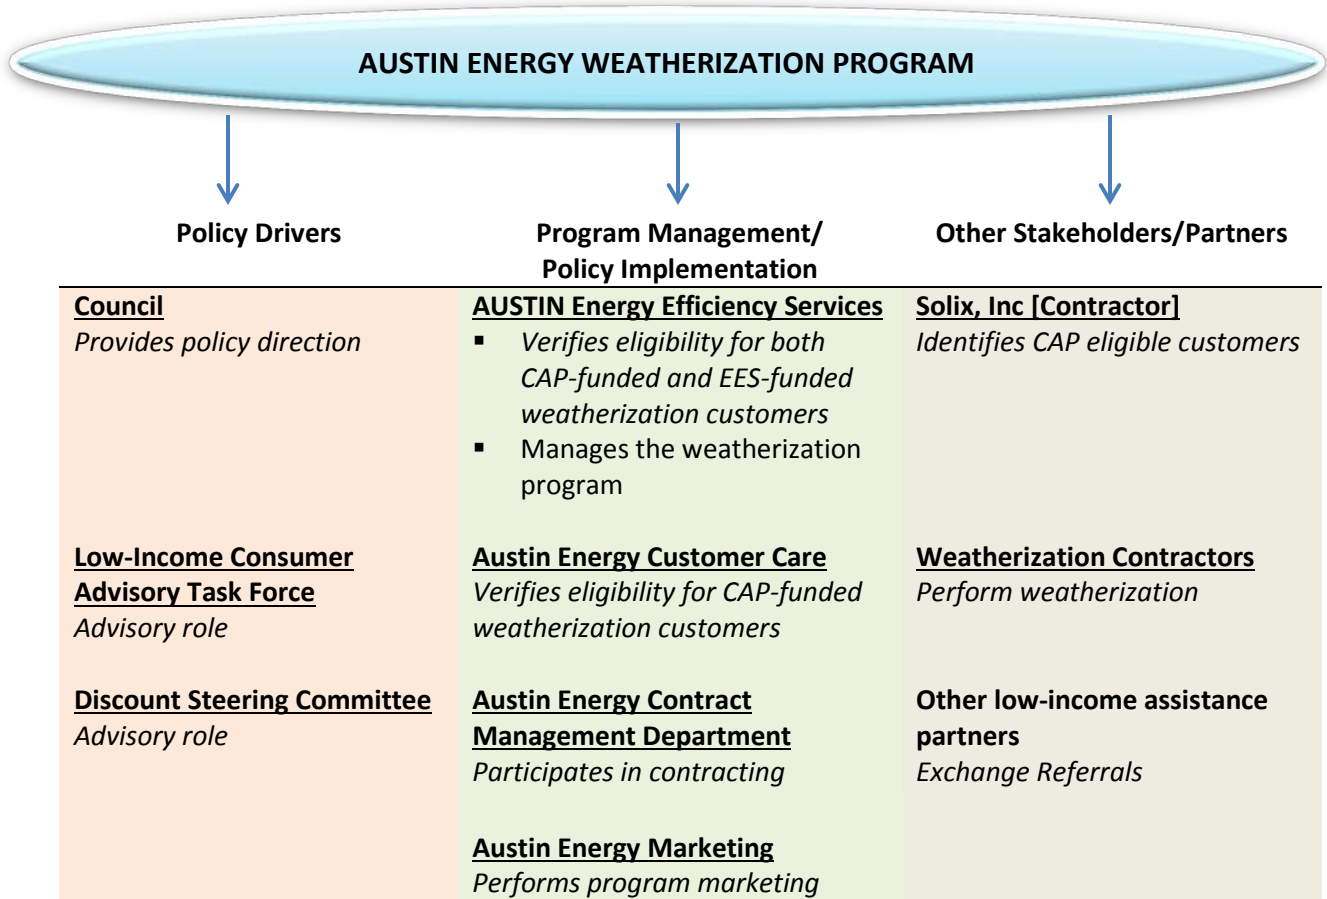 AUSTIN ENERGY WEATHERIZATION PROGRAM
Policy Drivers
Program Management/
Policy Implementation
Other Stakeholders/Partners
Council
Provides policy direction
Low-Income Consumer
Advisory Task Force
Advisory role
Discount Steering Committee
Advisory role
AUSTIN Energy Efficiency Services
▪ Verifies eligibility for both
CAP-funded and EES-funded
weatherization customers
▪ Manages the weatherization
program
Austin Energy Customer Care
Verifies eligibility for CAP-funded
weatherization customers
Austin Energy Contract
Management Department
Participates in contracting
Austin Energy Marketing
Performs program marketing
Solix, Inc [Contractor]
Identifies CAP eligible customers
Weatherization Contractors
Perform weatherization
Other low-income assistance
partners
Exchange Referrals